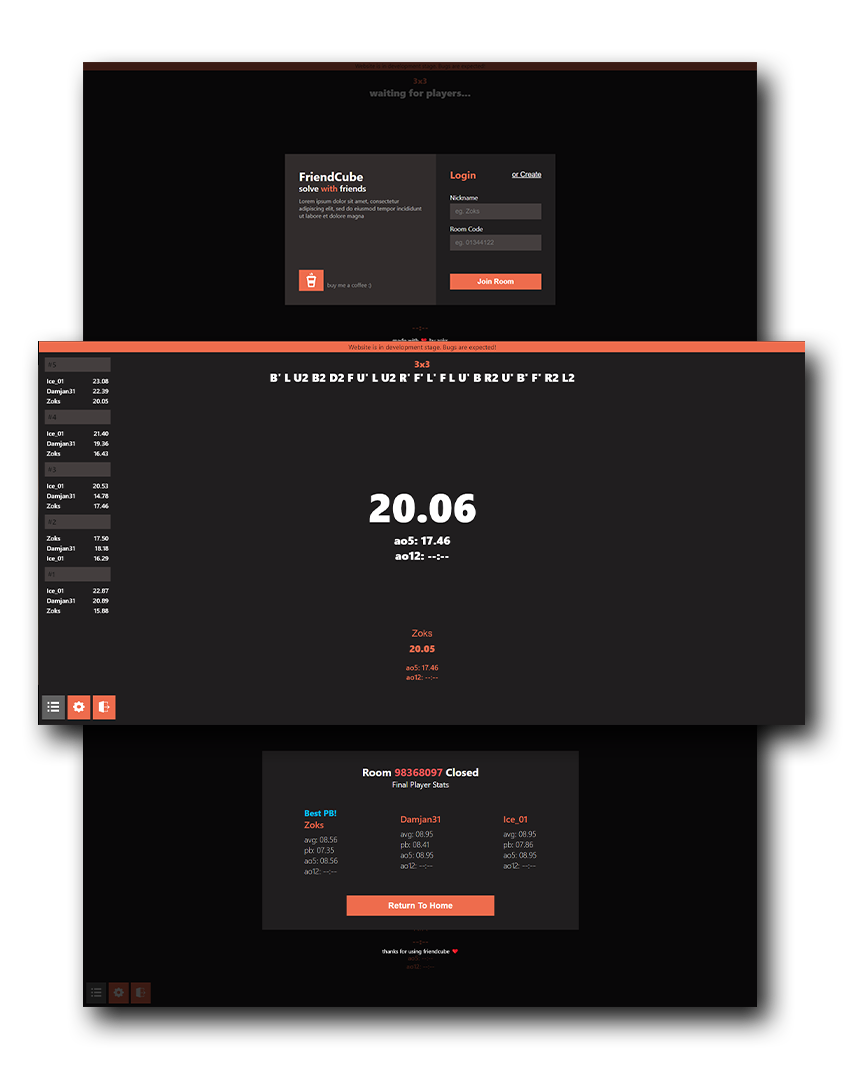 Website is in development stage. Bugs are expected!
3x3
waiting for players...
FriendCube
solve with friends
Lorem ipsum dolor sit amet, consectetur
adipiscing elit, sed do eiusmod tempor incididunt
ut labore et dolore magna
buy me a coffee :)
Login
or Create
Nickname
eg. Zoks
Room Code
eg. 01344122
Join Room
--:--
made with ❤ by zoks
Website is in development stage. Bugs are expected!
3x3
B' L U2 B2 D2 F U' L U2 R' F' L' F L U' B R2 U' B' F' R2 L2
#5
Ice_01 23.08
Damjan31 22.39
Zoks 20.05
#4
Ice_01 21.40
Damjan31 19.36
Zoks 16.43
#3
Ice_01 20.53
Damjan31 14.78
Zoks 17.46
#2
Zoks 17.50
Damjan31 18.18
Ice_01 16.29
#1
Ice_01 22.87
Damjan31 20.89
Zoks 15.88
20.06
ao5: 17.46
ao12: --:--
Zoks
20.05
ao5: 17.46
ao12: --:--
Room 98368097 Closed
Final Player Stats
Best PB!
Zoks
avg: 08.56
pb: 07.35
ao5: 08.56
ao12: --:--
Damjan31
avg: 08.95
pb: 08.41
ao5: 08.95
ao12: --:--
Ice_01
avg: 08.95
pb: 07.86
ao5: 08.95
ao12: --:--
Return To Home
--:--
thanks for using friendcube ❤
ao5: --:--
ao12: --:--